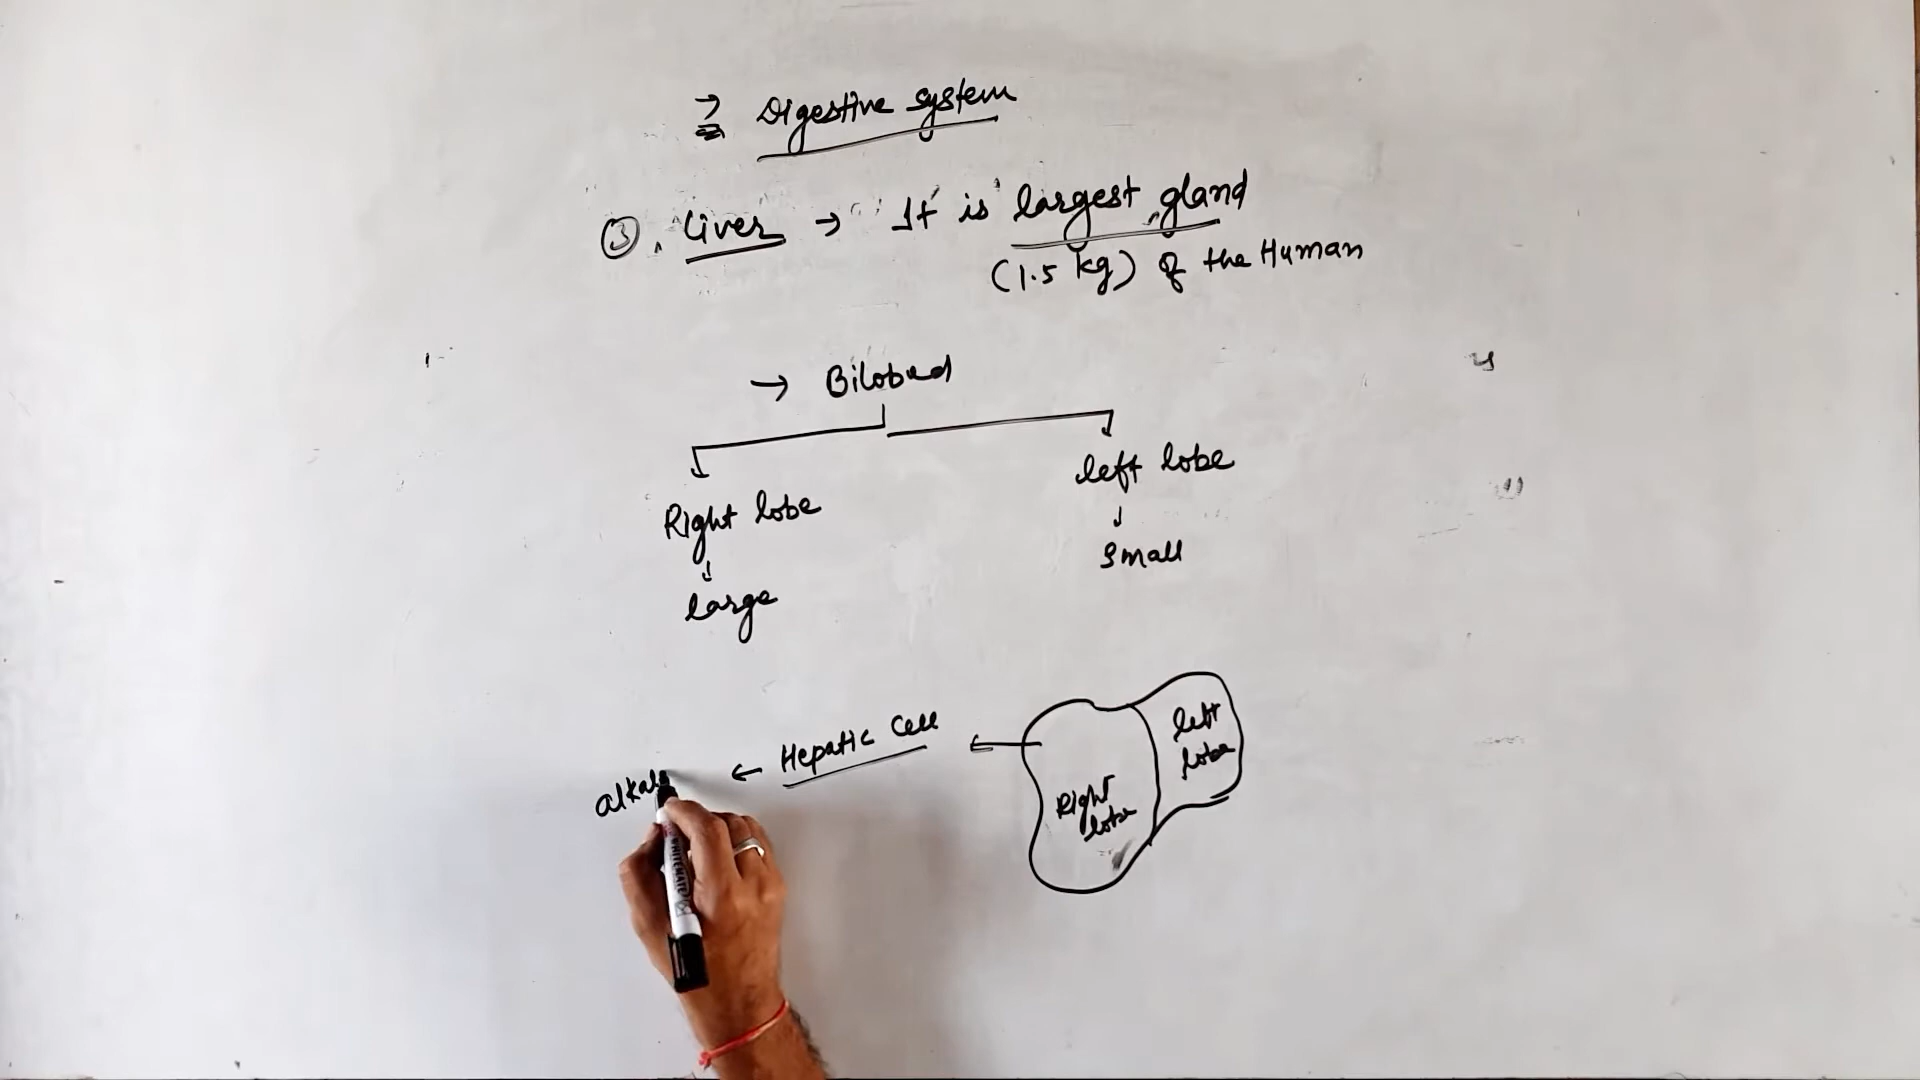 → Digestive system
③. Liver → It is largest gland
(1.5 kg) of the Human
→ Bilobed
Right lobe
left lobe
↓
↓
large
small
← Hepatic Cell ←
alkal
Right
lobe
left
lobe
WHITEMATE